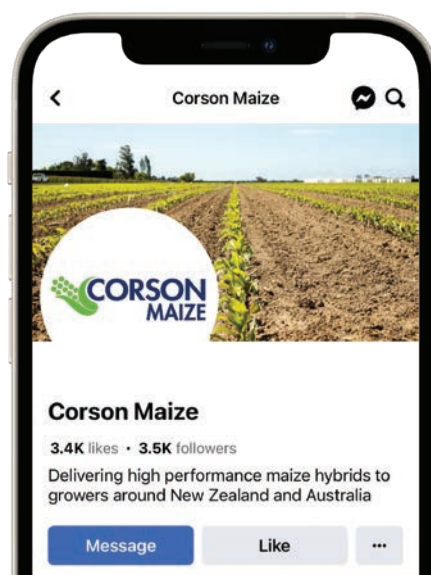 Corson Maize
CORSON
MAIZE
Corson Maize
3.4K likes • 3.5K followers
Delivering high performance maize hybrids to
growers around New Zealand and Australia
Message
Like